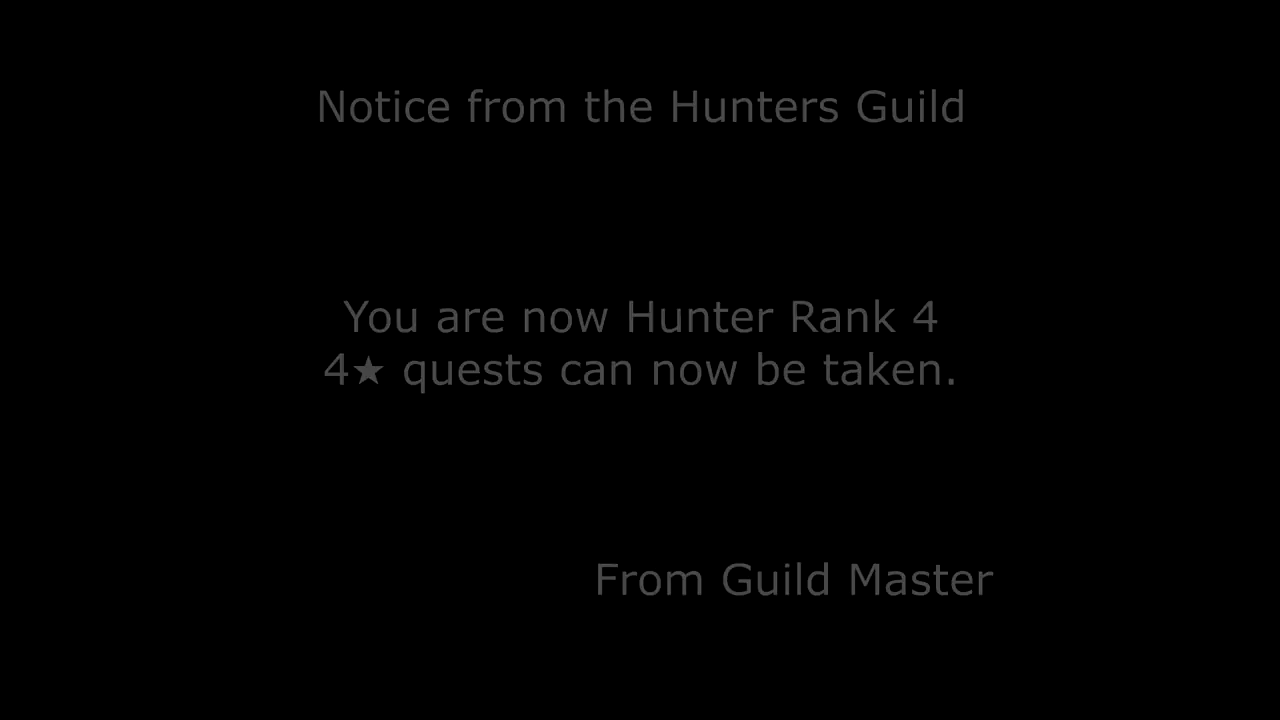 Notice from the Hunters Guild
You are now Hunter Rank 4
4★ quests can now be taken.
From Guild Master